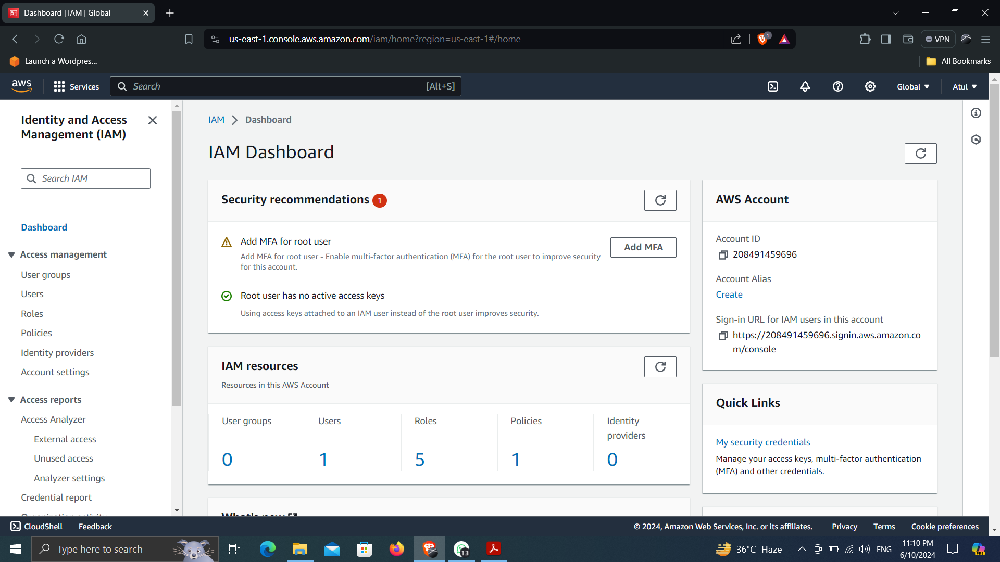 Dashboard | IAM | Global
us-east-1.console.aws.amazon.com/iam/home?region=us-east-1#/home
1
VPN
Launch a Wordpres...
All Bookmarks
aws
Services
Search
[Alt+S]
Global
Atul
Identity and Access
Management (IAM)
Search IAM
Dashboard
Access management
User groups
Users
Roles
Policies
Identity providers
Account settings
Access reports
Access Analyzer
External access
Unused access
Analyzer settings
Credential report
Organization activity
IAM
Dashboard
IAM Dashboard
Security recommendations 1
Add MFA for root user
Add MFA for root user - Enable multi-factor authentication (MFA) for the root user to improve security
for this account.
Add MFA
Root user has no active access keys
Using access keys attached to an IAM user instead of the root user improves security.
IAM resources
Resources in this AWS Account
User groups
0
Users
1
Roles
5
Policies
1
Identity
providers
0
What's new
AWS Account
Account ID
208491459696
Account Alias
Create
Sign-in URL for IAM users in this account
https://208491459696.signin.aws.amazon.co
m/console
Quick Links
My security credentials
Manage your access keys, multi-factor authentication
(MFA) and other credentials.
CloudShell
Feedback
© 2024, Amazon Web Services, Inc. or its affiliates.
Privacy
Terms
Cookie preferences
Type here to search
13
36°C Haze
ENG
11:10 PM
6/10/2024
PRE